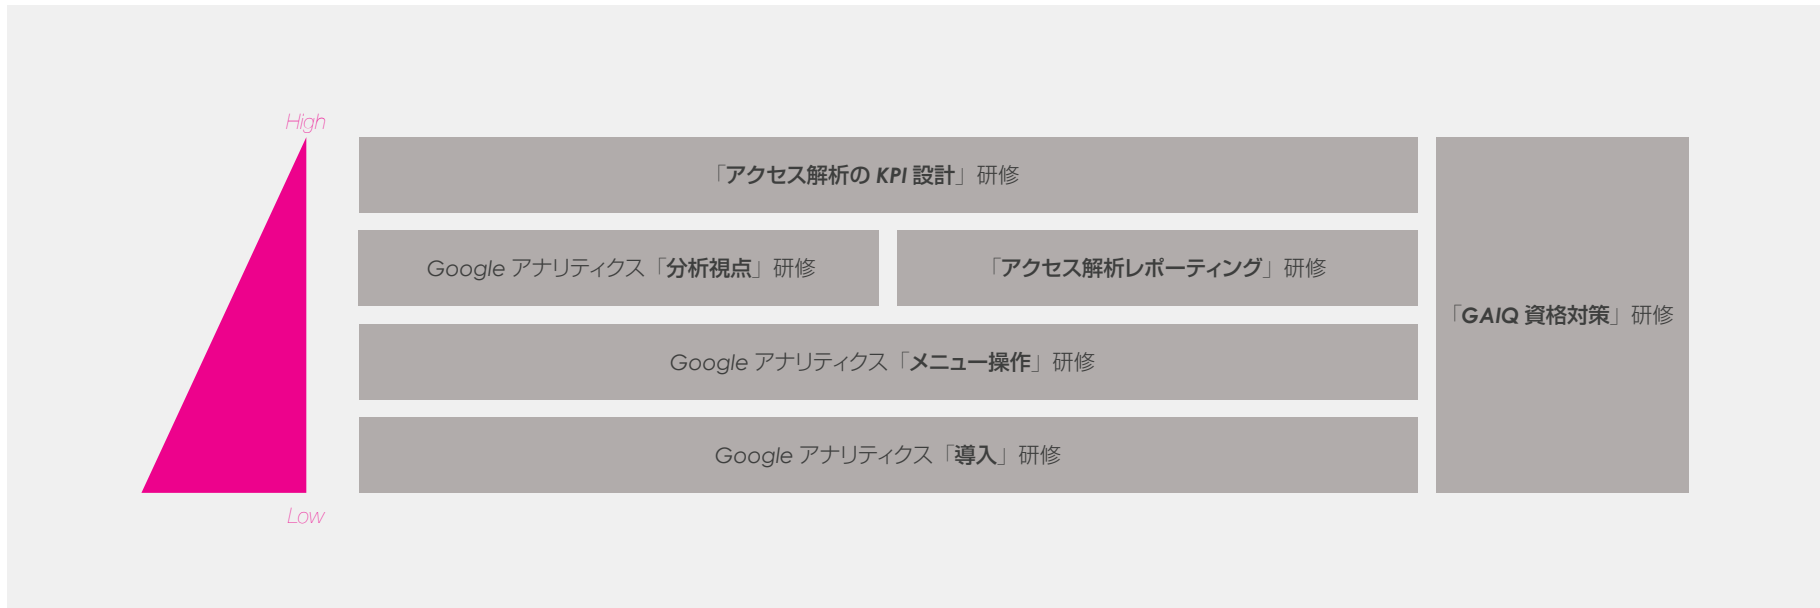 High
「アクセス解析の KPI 設計」研修
Google アナリティクス「分析視点」研修
「アクセス解析レポーティング」研修
「GAIQ 資格対策」研修
Google アナリティクス「メニュー操作」研修
Google アナリティクス「導入」研修
Low